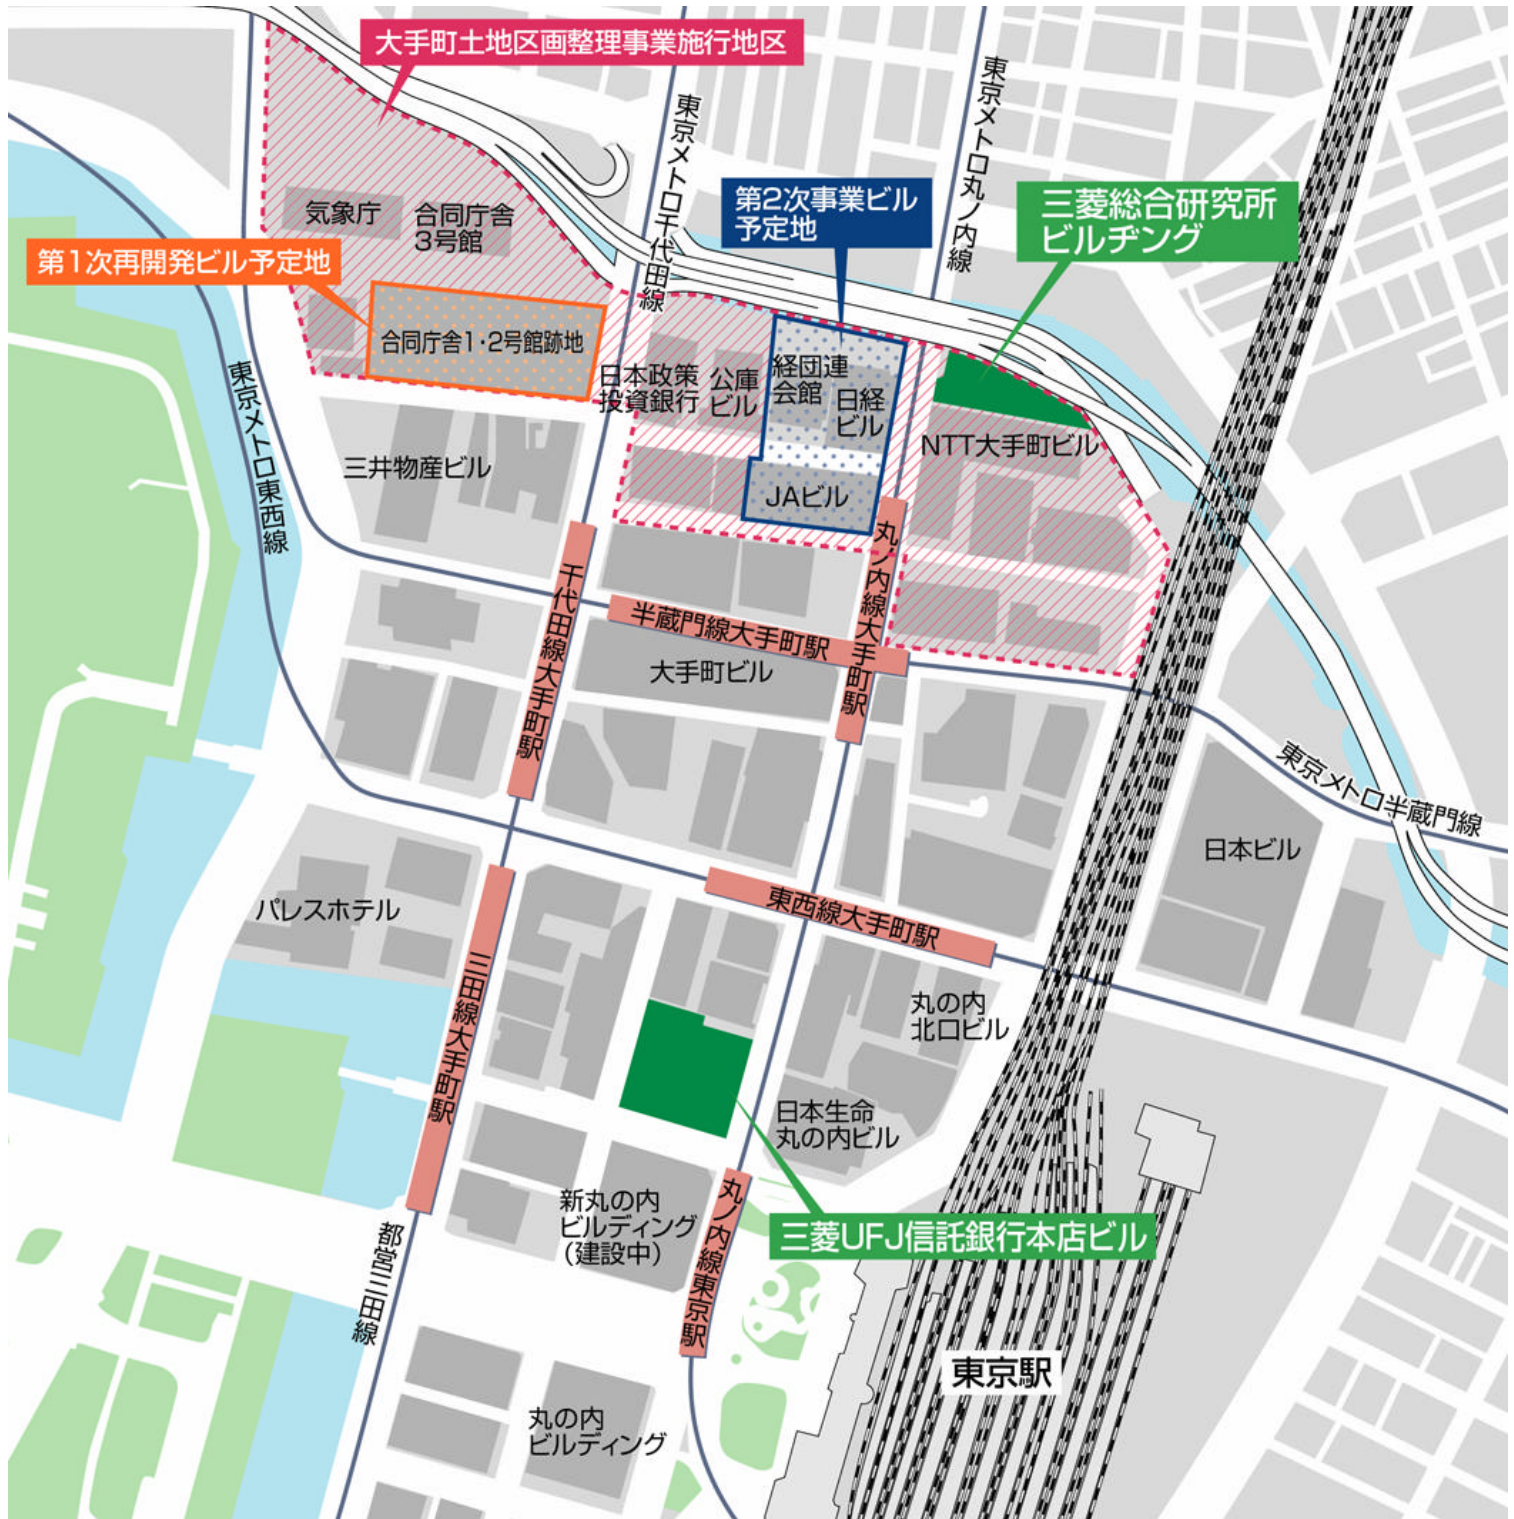 大手町土地区画整理事業施行地区
東京メトロ千代田線
東京メトロ丸ノ内線
第2次事業ビル
予定地
三菱総合研究所
ビルヂング
気象庁
合同庁舎
3号館
第1次再開発ビル予定地
合同庁舎1・2号館跡地
日本政策
投資銀行
公庫
ビル
経団連
会館
日経
ビル
JAビル
NTT大手町ビル
東京メトロ東西線
三井物産ビル
千代田線大手町駅
半蔵門線大手町駅
丸ノ内線大手町駅
大手町ビル
東京メトロ半蔵門線
日本ビル
パレスホテル
東西線大手町駅
三田線大手町駅
丸の内
北口ビル
日本生命
丸の内ビル
新丸の内
ビルディング
(建設中)
丸ノ内線東京駅
三菱UFJ信託銀行本店ビル
都営三田線
東京駅
丸の内
ビルディング